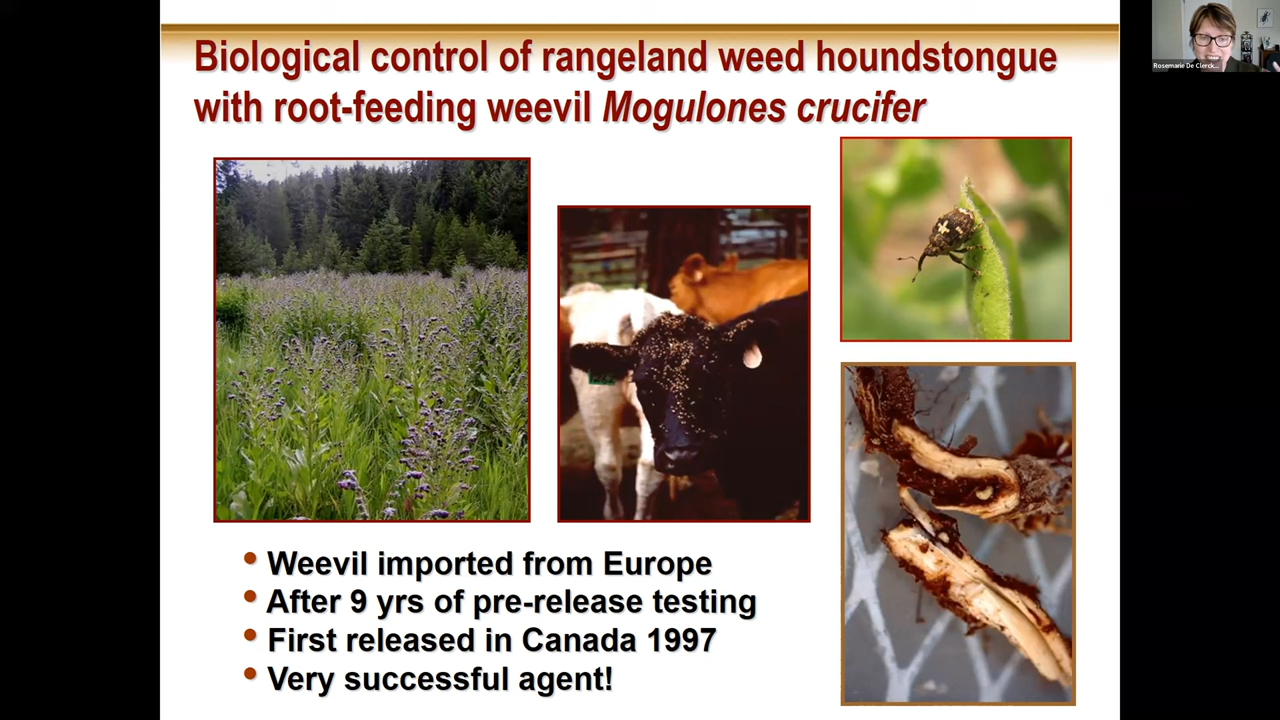 Biological control of rangeland weed houndstongue
with root-feeding weevil Mogulones crucifer
Rosemarie De Clerck...
• Weevil imported from Europe
• After 9 yrs of pre-release testing
• First released in Canada 1997
• Very successful agent!